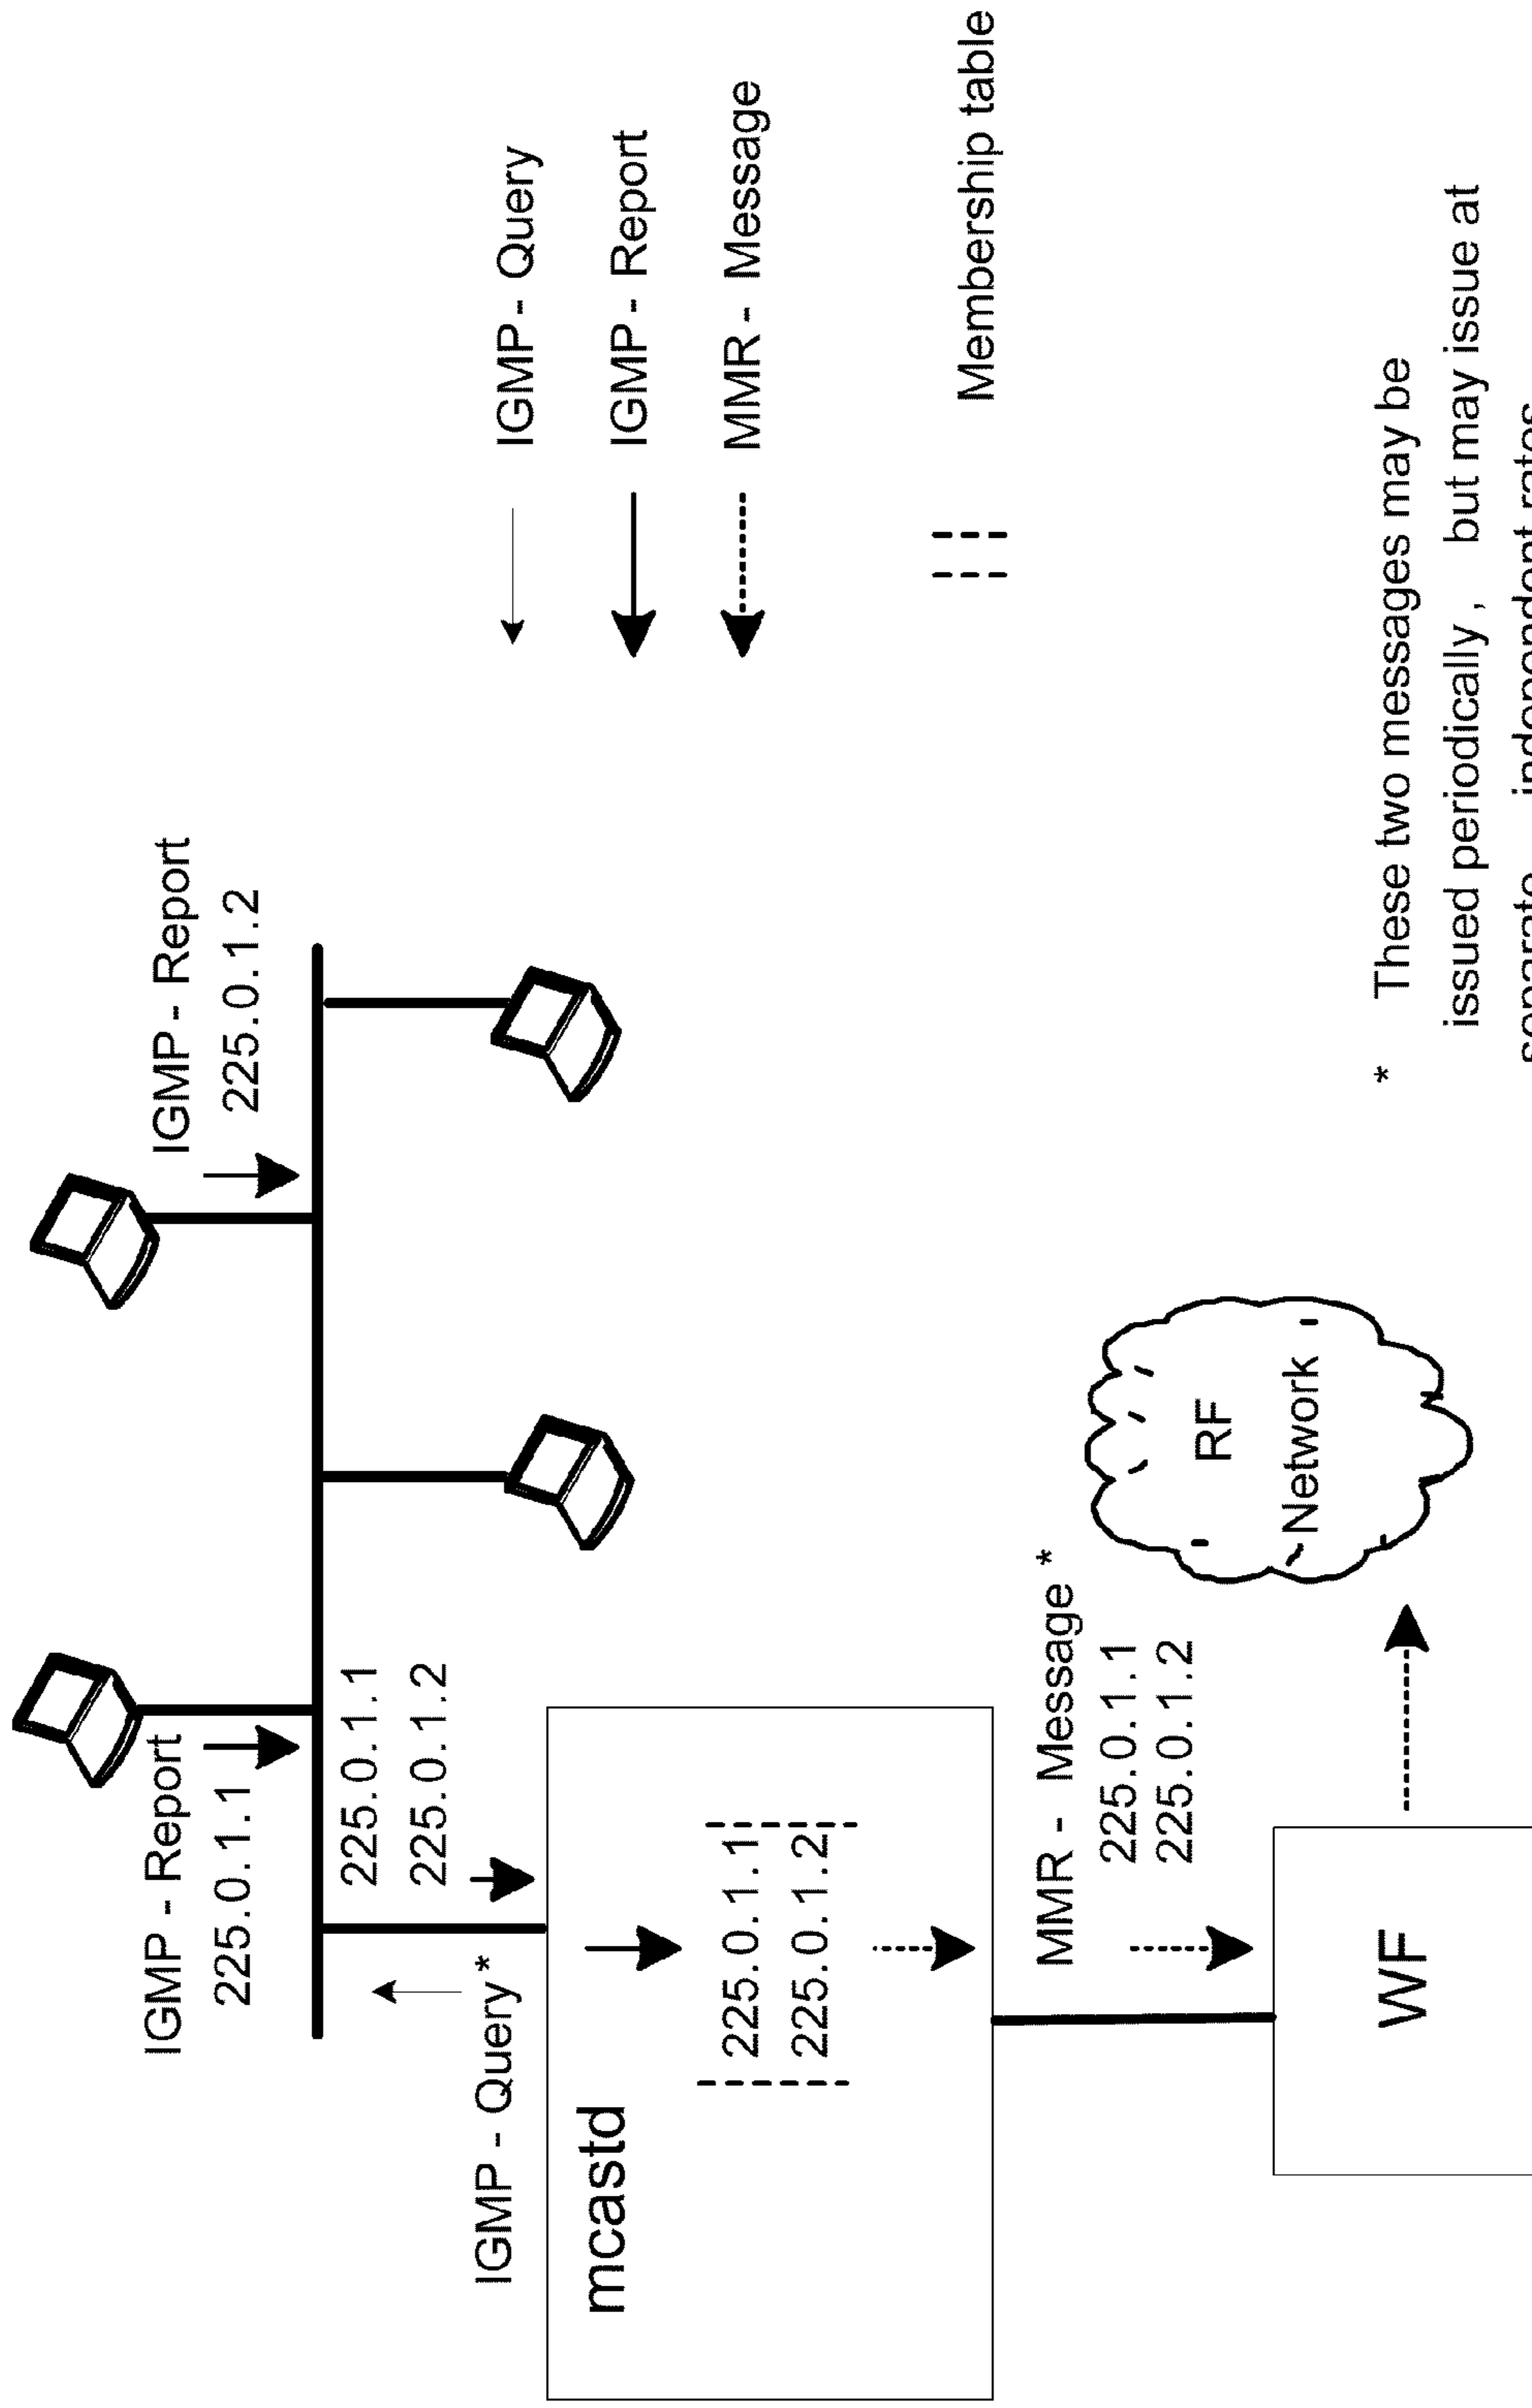 IGMP - Report
225.0.1.1
IGMP - Report
225.0.1.2
225.0.1.1
225.0.1.2
IGMP - Query *
mcastd
225.0.1.1
225.0.1.2
MMR - Message *
225.0.1.1
225.0.1.2
WF
RF
Network
IGMP - Query
IGMP - Report
MMR - Message
Membership table
* These two messages may be
issued periodically , but may issue at
separate independent rates